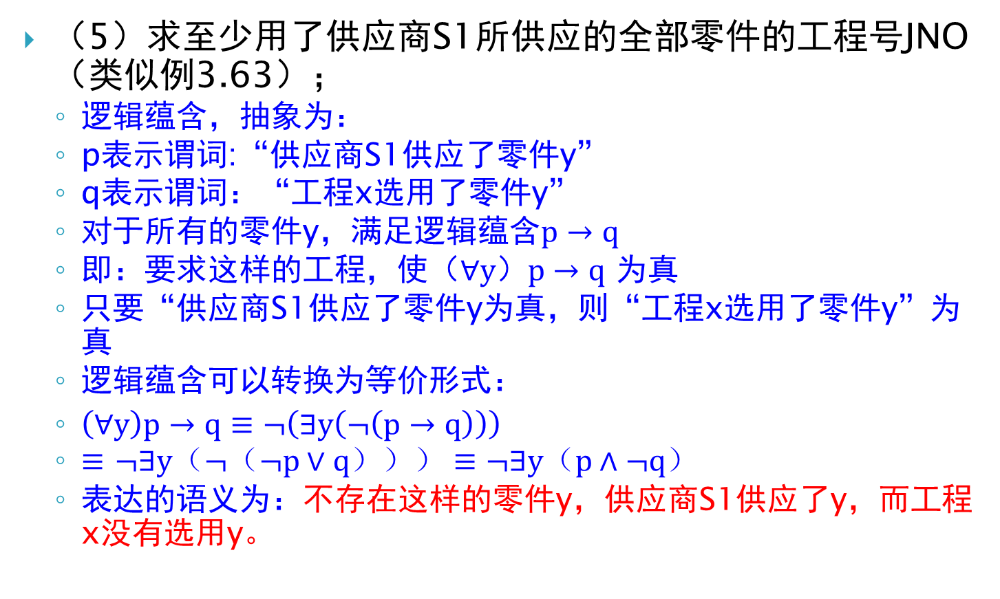 （5）求至少用了供应商S1所供应的全部零件的工程号JNO
（类似例3.63）；
逻辑蕴含，抽象为：
p表示谓词:“供应商S1供应了零件y”
q表示谓词：“工程x选用了零件y”
对于所有的零件y，满足逻辑蕴含p → q
即：要求这样的工程，使（∀y）p → q 为真
只要“供应商S1供应了零件y为真，则“工程x选用了零件y”为
真
逻辑蕴含可以转换为等价形式：
(∀y)p → q ≡ ¬(∃y(¬(p → q)))
≡ ¬∃y（¬（¬p ∨ q））） ≡ ¬∃y（p ∧ ¬q）
表达的语义为：不存在这样的零件y，供应商S1供应了y，而工程
x没有选用y。